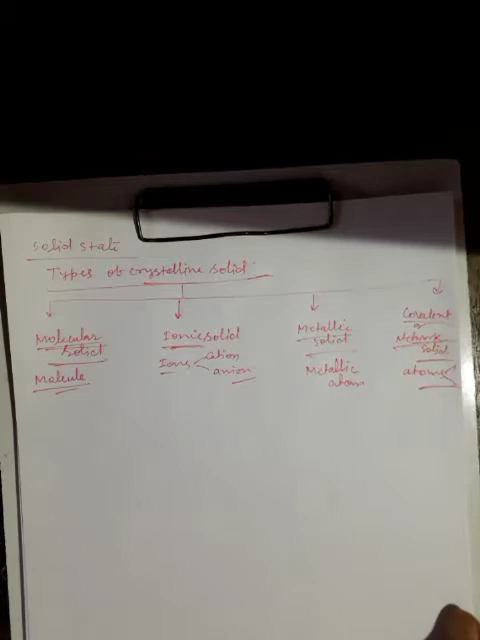 Solid state
Types of crystalline solid
Molecular
solid
Malecule
Ionic solid
Ions cation
anion
Metallic
solid
Metallic
atom
Covalent
or
Network
solid
atoms